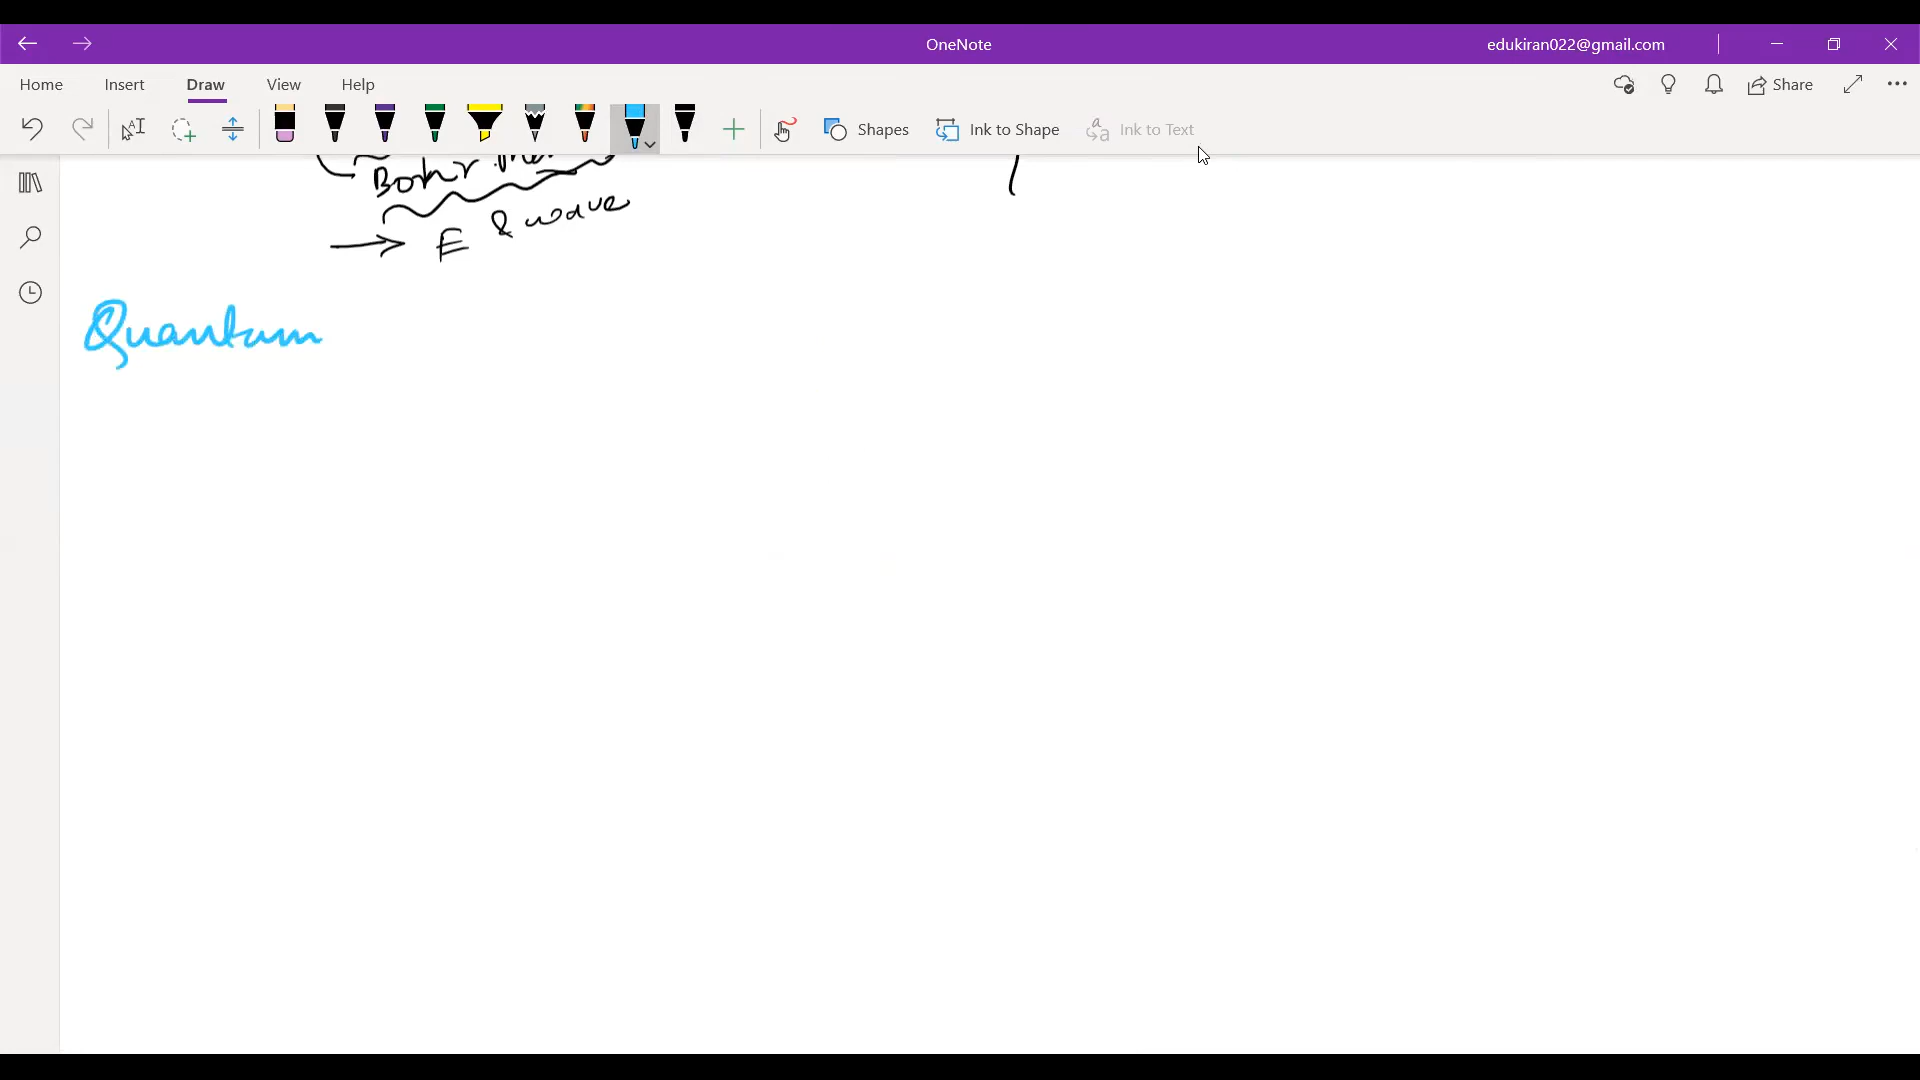 OneNote
edukiran022@gmail.com
Home Insert Draw View Help
Share
Shapes Ink to Shape Ink to Text
Bohr
→ E & wave
Quantum